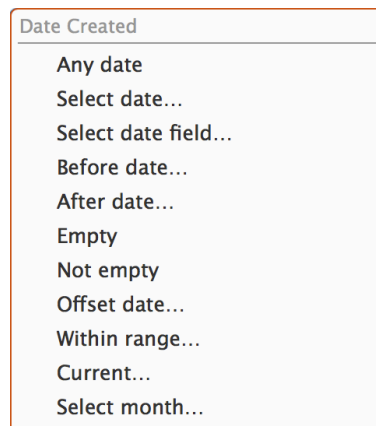 Date Created
Any date
Select date...
Select date field...
Before date...
After date...
Empty
Not empty
Offset date...
Within range...
Current...
Select month...